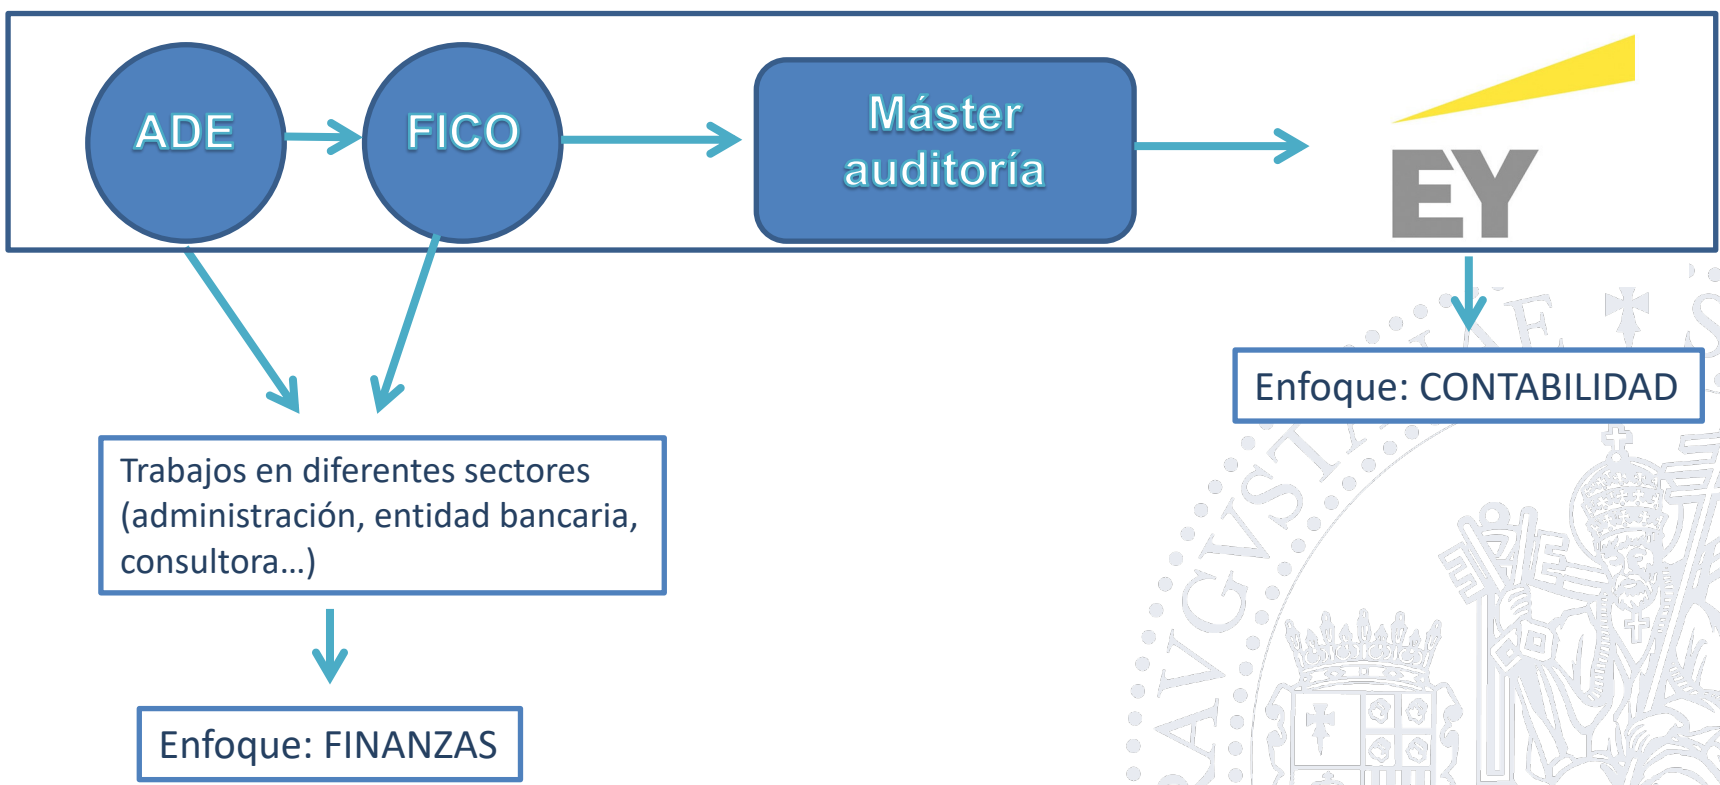 ADE
FICO
Máster
auditoría
EY
Enfoque: CONTABILIDAD
Trabajos en diferentes sectores
(administración, entidad bancaria,
consultora...)
Enfoque: FINANZAS